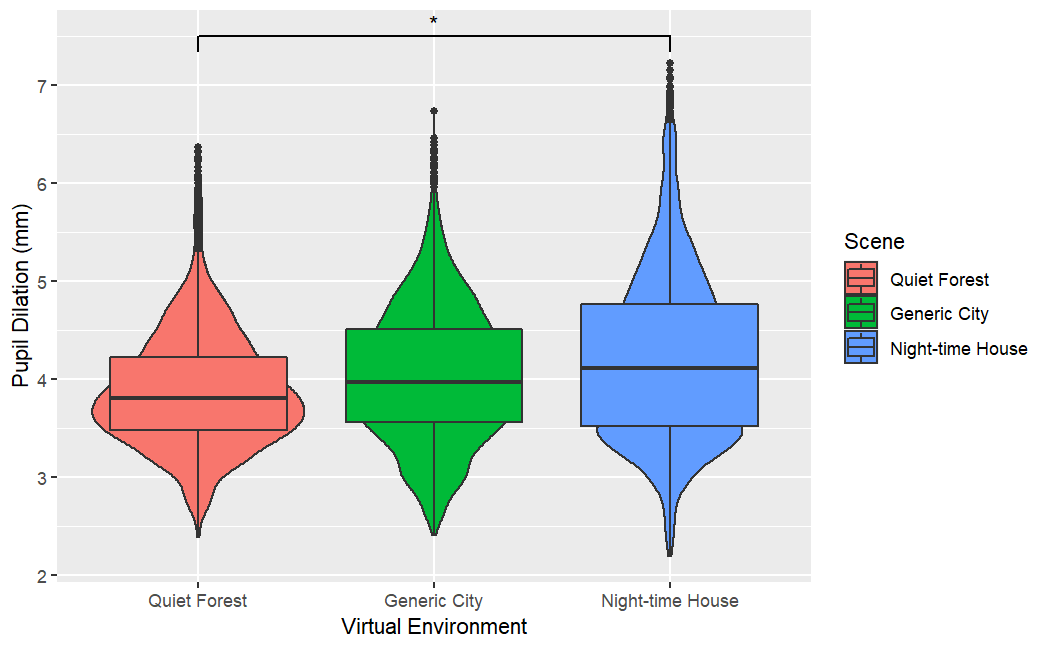 *
7
6
5
4
3
2
Pupil Dilation (mm)
Quiet Forest
Generic City
Night-time House
Virtual Environment
Scene
Quiet Forest
Generic City
Night-time House